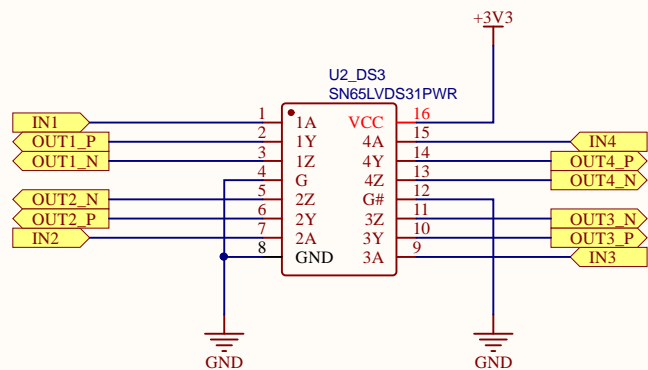 +3V3
U2_DS3
SN65LVDS31PWR
IN1 1 1A VCC 16
OUT1_P 2 1Y 4A 15 IN4
OUT1_N 3 1Z 4Y 14 OUT4_P
4 G 4Z 13 OUT4_N
OUT2_N 5 2Z G# 12
OUT2_P 6 2Y 3Z 11 OUT3_N
IN2 7 2A 3Y 10 OUT3_P
8 GND 3A 9 IN3
GND GND